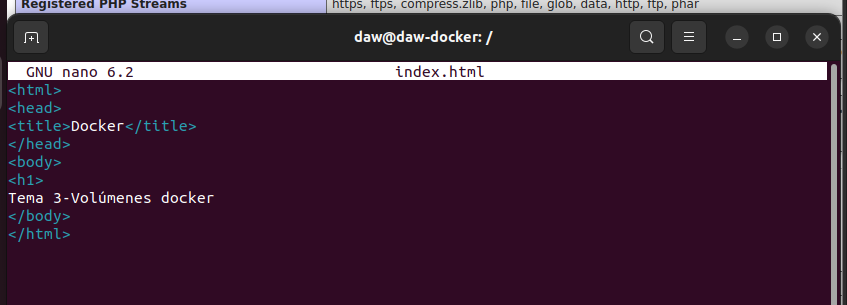 Registered PHP Streams https, ftps, compress.zlib, php, file, glob, data, http, ftp, phar
daw@daw-docker: /
GNU nano 6.2 index.html
<html>
<head>
<title>Docker</title>
</head>
<body>
<h1>
Tema 3-Volúmenes docker
</body>
</html>